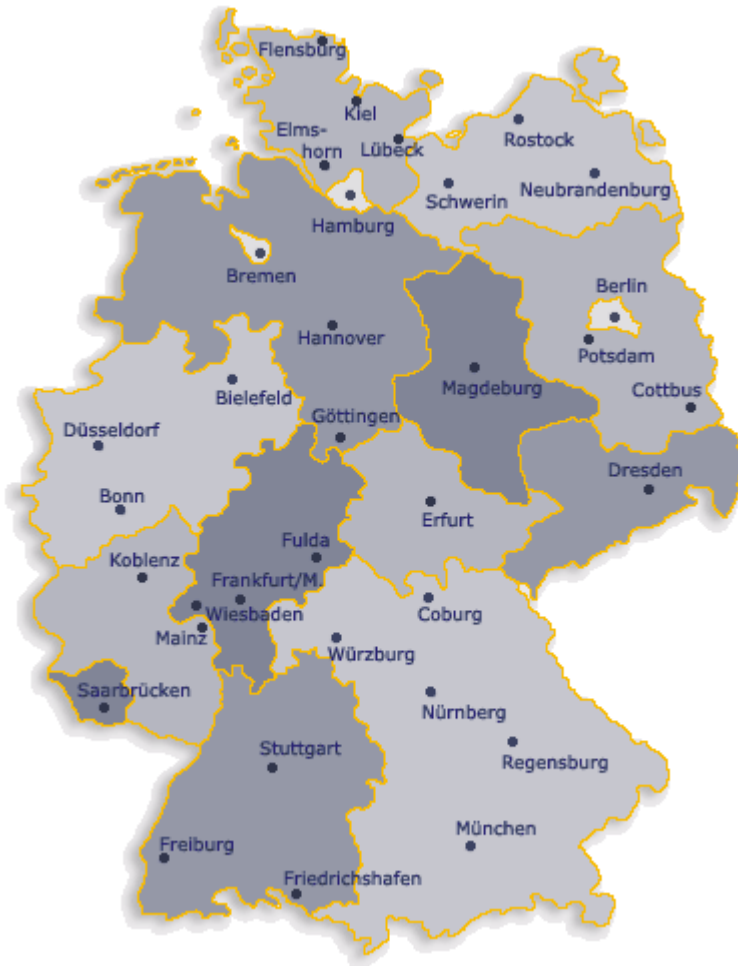 Flensburg
Kiel
Elms-
horn
Lübeck
Rostock
Schwerin
Neubrandenburg
Hamburg
Bremen
Berlin
Hannover
Potsdam
Magdeburg
Bielefeld
Cottbus
Göttingen
Düsseldorf
Dresden
Bonn
Erfurt
Fulda
Koblenz
Frankfurt/M.
Wiesbaden
Coburg
Mainz
Würzburg
Saarbrücken
Nürnberg
Stuttgart
Regensburg
München
Freiburg
Friedrichshafen